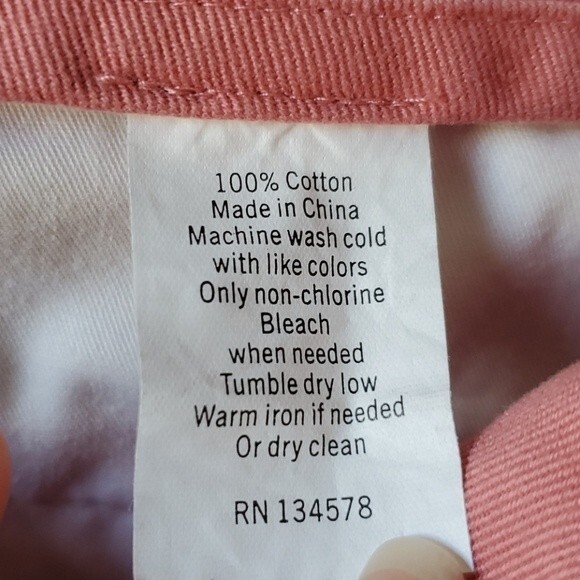 100% Cotton
Made in China
Machine wash cold
with like colors
Only non-chlorine
Bleach
when needed
Tumble dry low
Warm iron if needed
Or dry clean
RN 134578